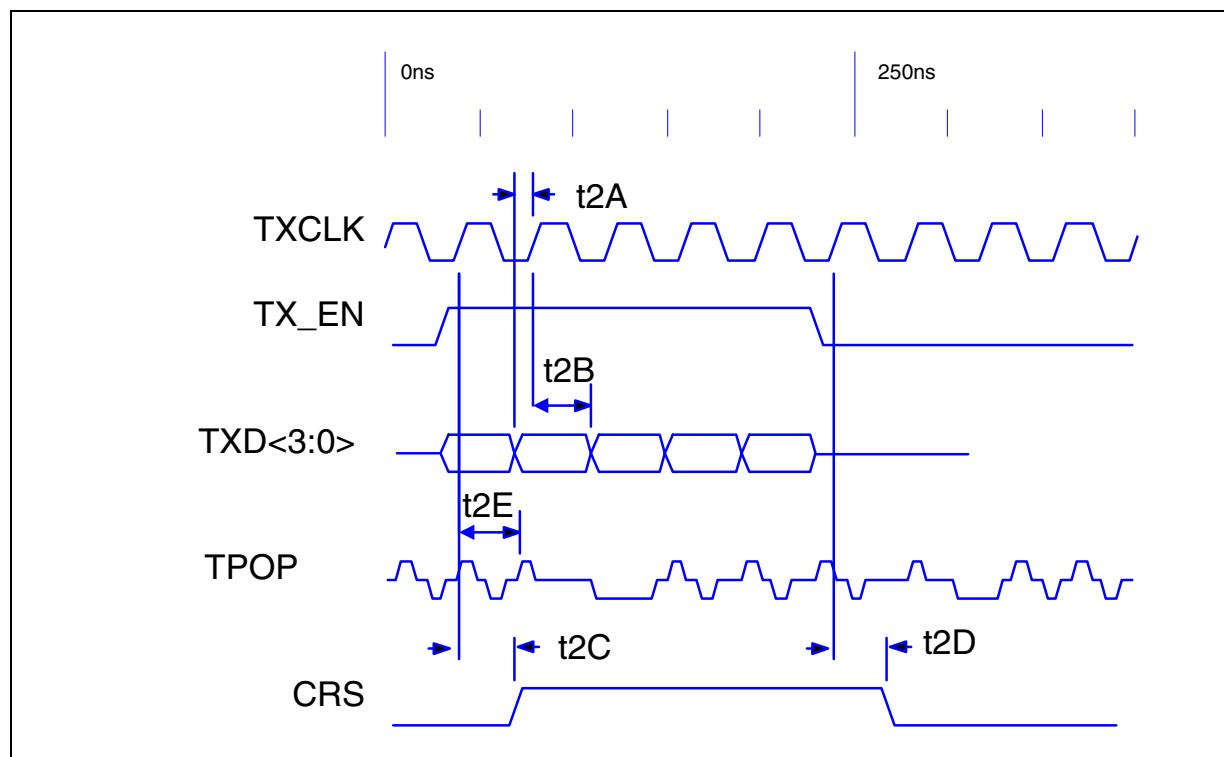 0ns
250ns
t2A
TXCLK
TX_EN
t2B
TXD<3:0>
t2E
TPOP
t2C
t2D
CRS